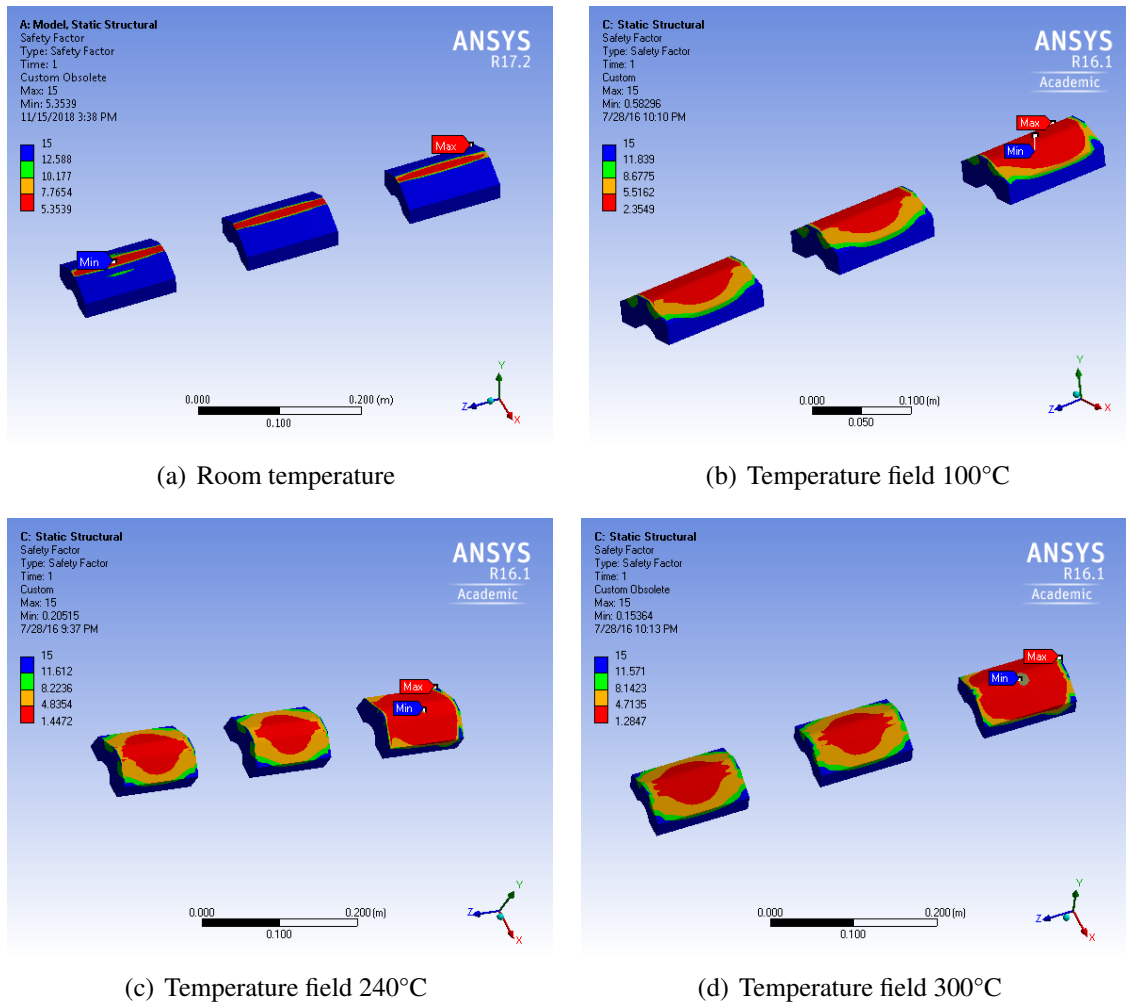 A: Model, Static Structural
Safety Factor
Type: Safety Factor
Time: 1
Custom Obsolete
Max: 15
Min: 5.3539
11/15/2018 3:38 PM
ANSYS
R17.2
15
12.588
10.177
7.7654
5.3539
Max
Min
Y
Z
X
0.000
0.200 (m)
0.100
(a) Room temperature
C: Static Structural
Safety Factor
Type: Safety Factor
Time: 1
Custom
Max: 15
Min: 0.58296
7/28/16 10:10 PM
ANSYS
R16.1
Academic
15
11.839
8.6775
5.5162
2.3549
Max
Min
Y
Z
X
0.000
0.100 (m)
0.050
(b) Temperature field 100°C
C: Static Structural
Safety Factor
Type: Safety Factor
Time: 1
Custom
Max: 15
Min: 0.20515
7/28/16 9:37 PM
ANSYS
R16.1
Academic
15
11.612
8.2236
4.8354
1.4472
Max
Min
Y
Z
X
0.000
0.200 (m)
0.100
(c) Temperature field 240°C
C: Static Structural
Safety Factor
Type: Safety Factor
Time: 1
Custom Obsolete
Max: 15
Min: 0.15364
7/28/16 10:13 PM
ANSYS
R16.1
Academic
15
11.571
8.1423
4.7135
1.2847
Max
Min
Y
Z
X
0.000
0.200 (m)
0.100
(d) Temperature field 300°C